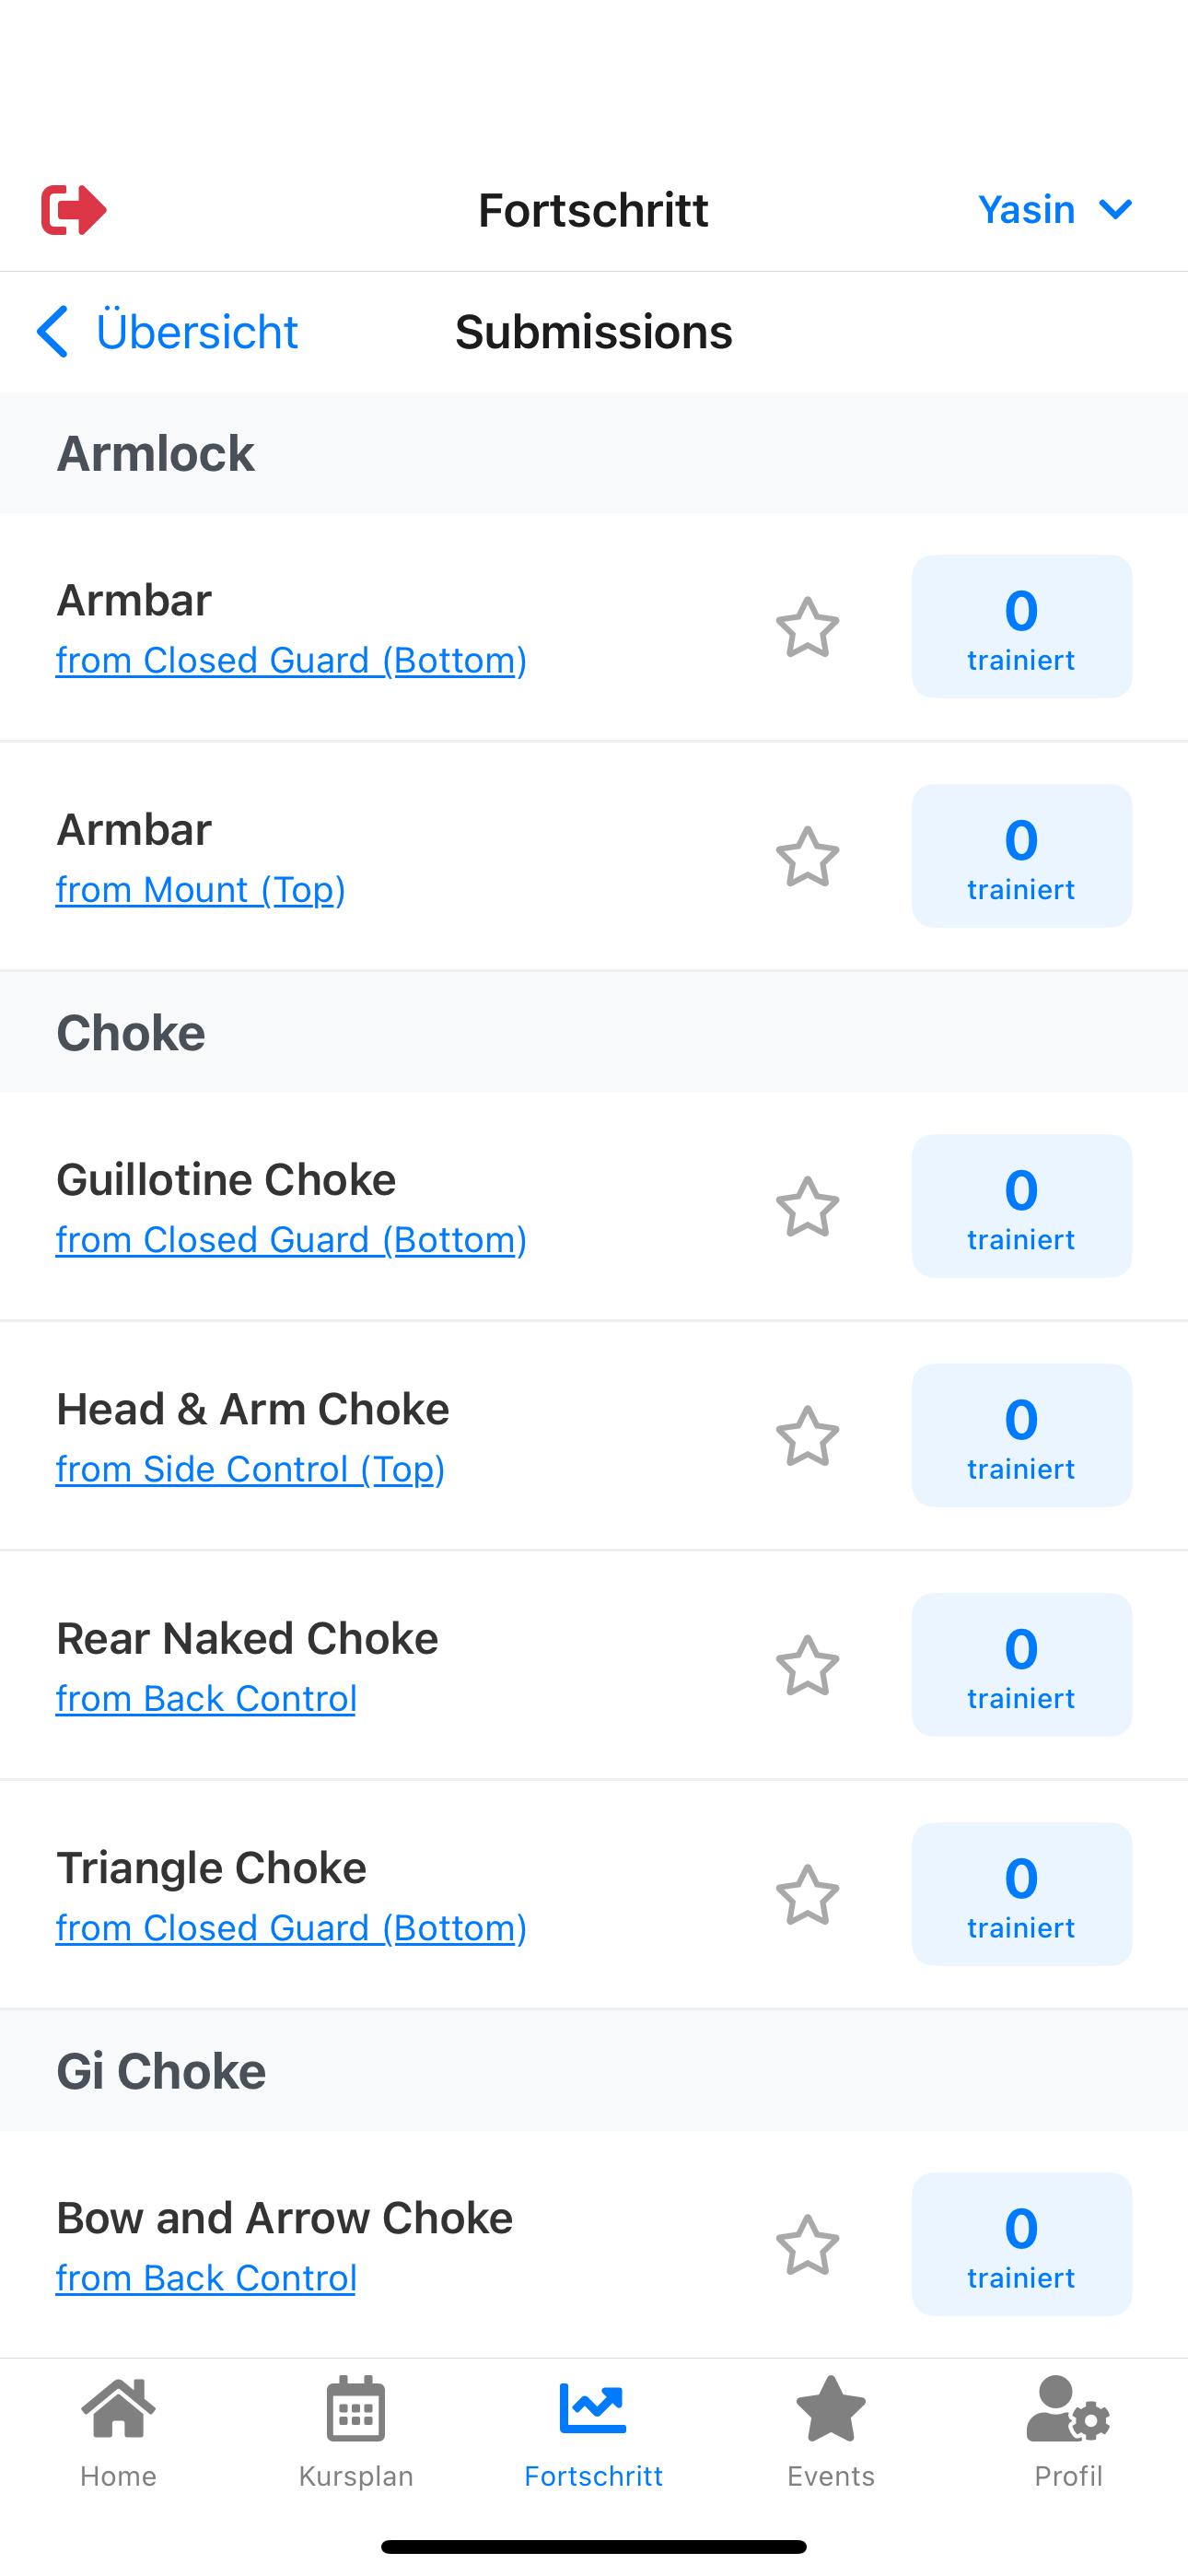 Fortschritt
Yasin
Übersicht
Submissions
Armlock
Armbar
from Closed Guard (Bottom)
0
trainiert
Armbar
from Mount (Top)
0
trainiert
Choke
Guillotine Choke
from Closed Guard (Bottom)
0
trainiert
Head & Arm Choke
from Side Control (Top)
0
trainiert
Rear Naked Choke
from Back Control
0
trainiert
Triangle Choke
from Closed Guard (Bottom)
0
trainiert
Gi Choke
Bow and Arrow Choke
from Back Control
0
trainiert
Home
Kursplan
Fortschritt
Events
Profil